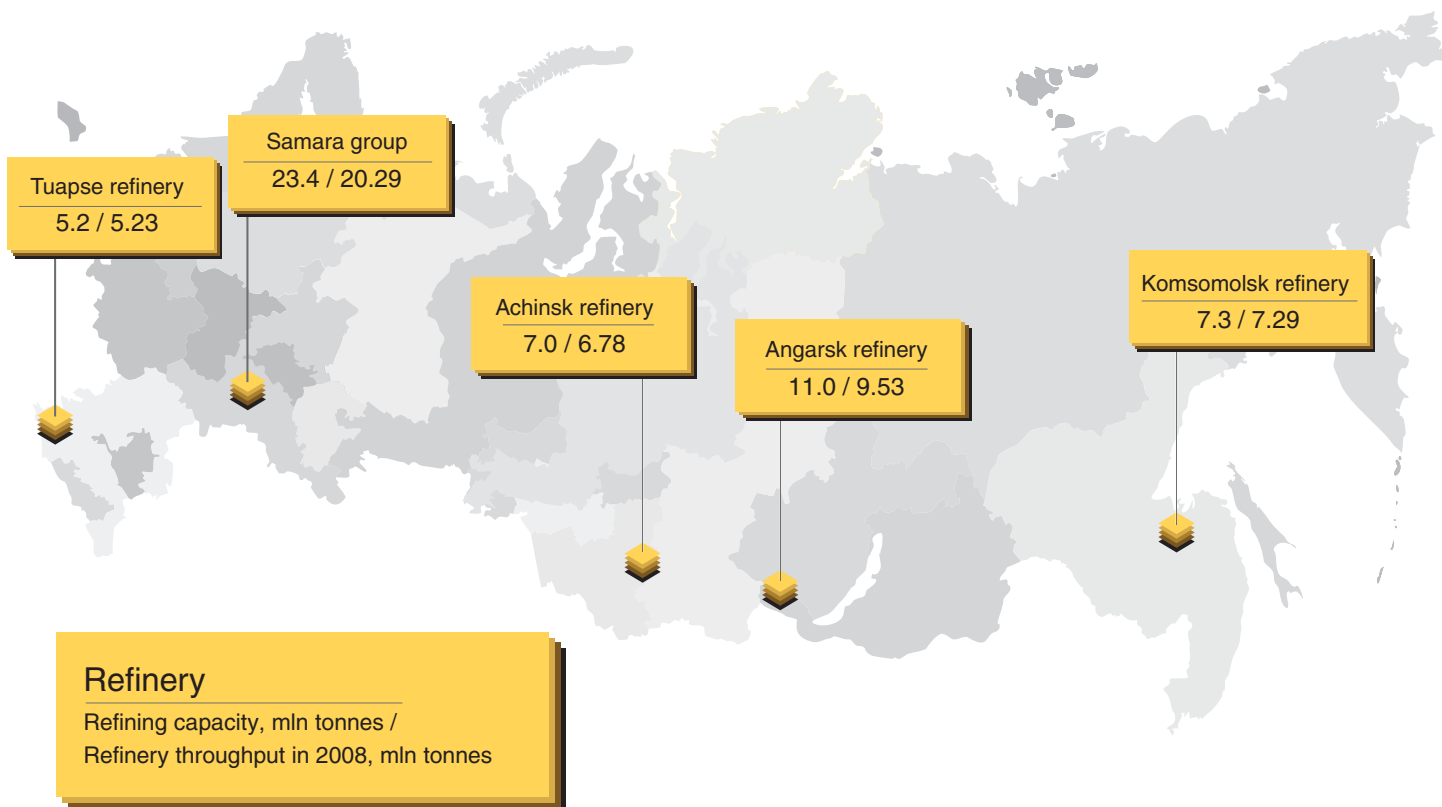 Samara group
23.4 / 20.29
Tuapse refinery
5.2 / 5.23
Achinsk refinery
7.0 / 6.78
Angarsk refinery
11.0 / 9.53
Komsomolsk refinery
7.3 / 7.29
Refinery
Refining capacity, mln tonnes /
Refinery throughput in 2008, mln tonnes